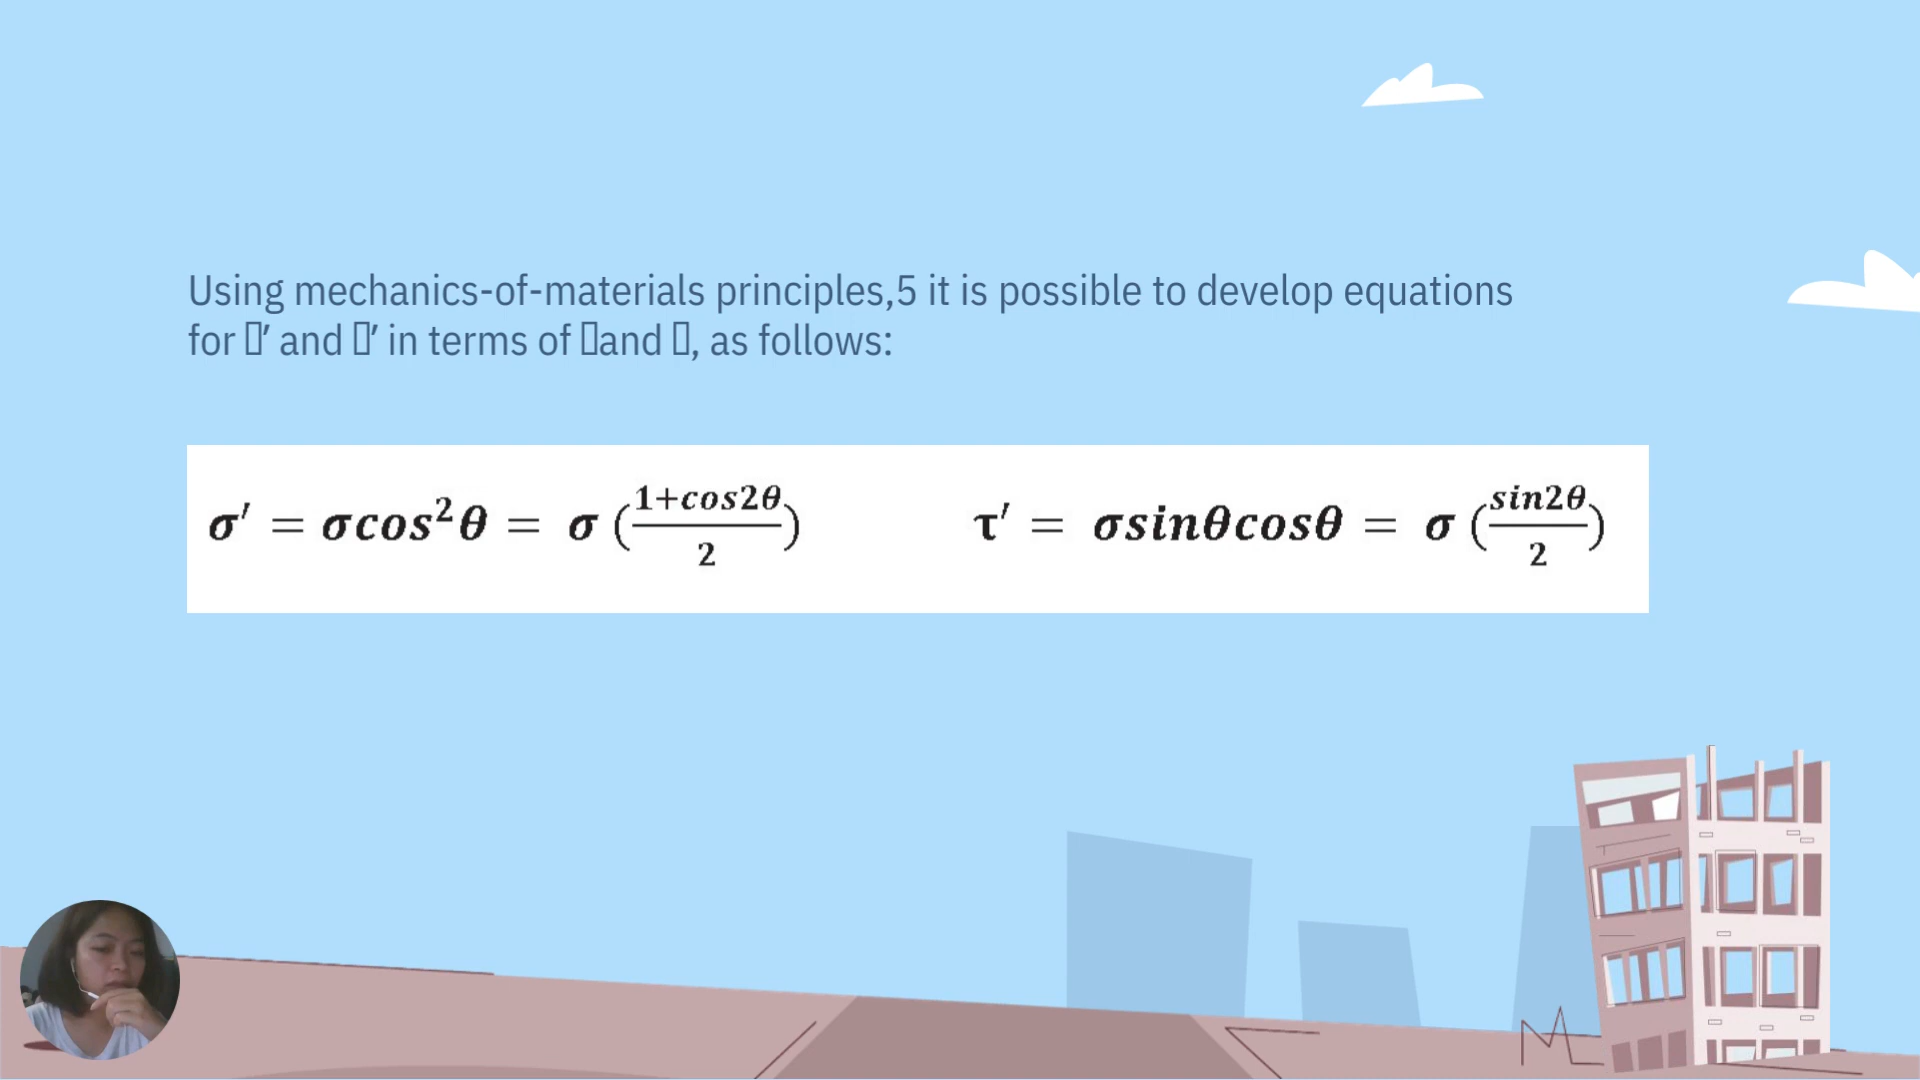 Using mechanics-of-materials principles,5 it is possible to develop equations
for ▯′ and ▯′ in terms of ▯and ▯, as follows:
σ′ = σcos²θ = σ (1+cos2θ/2) τ′ = σsinθcosθ = σ (sin2θ/2)